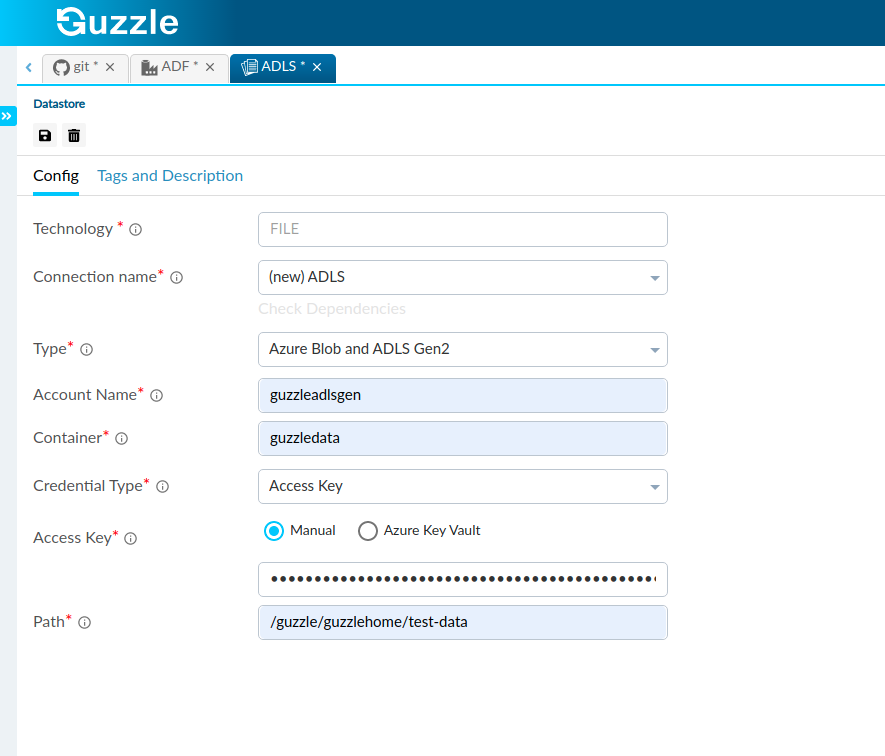 Guzzle
git * ×
ADF * ×
ADLS * ×
Datastore
Config
Tags and Description
Technology * FILE
Connection name* (new) ADLS
Check Dependencies
Type* Azure Blob and ADLS Gen2
Account Name* guzzleadlsgen
Container* guzzledata
Credential Type* Access Key
Access Key* Manual Azure Key Vault
Path* /guzzle/guzzlehome/test-data